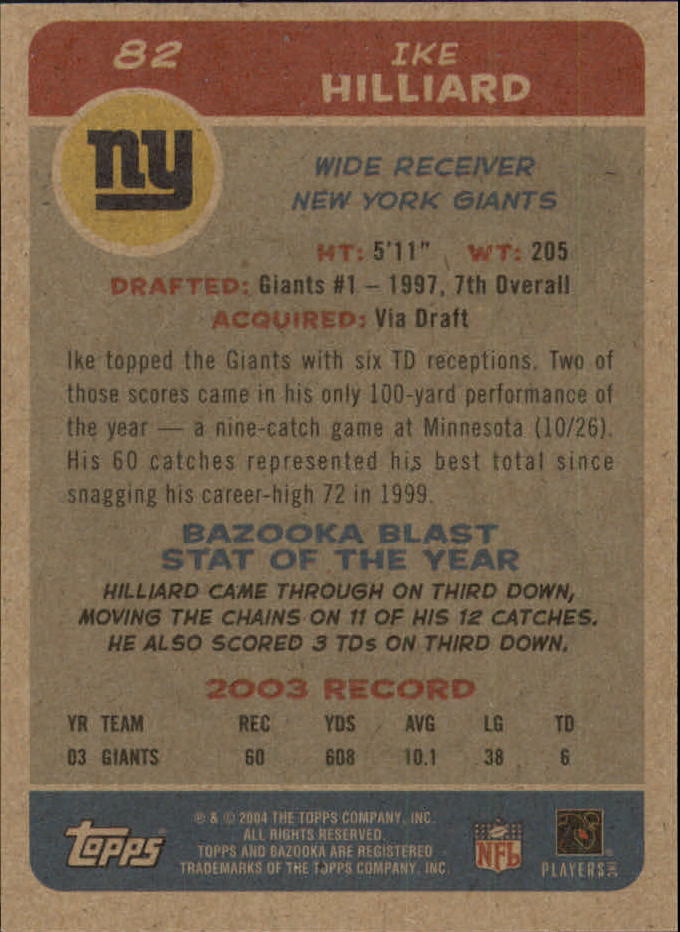 82
IKE
HILLIARD
ny
WIDE RECEIVER
NEW YORK GIANTS
HT: 5'11" WT: 205
DRAFTED: Giants #1 – 1997, 7th Overall
ACQUIRED: Via Draft
Ike topped the Giants with six TD receptions. Two of
those scores came in his only 100-yard performance of
the year — a nine-catch game at Minnesota (10/26).
His 60 catches represented his best total since
snagging his career-high 72 in 1999.
BAZOOKA BLAST
STAT OF THE YEAR
HILLIARD CAME THROUGH ON THIRD DOWN,
MOVING THE CHAINS ON 11 OF HIS 12 CATCHES.
HE ALSO SCORED 3 TDs ON THIRD DOWN.
2003 RECORD
YR TEAM REC YDS AVG LG TD
03 GIANTS 60 608 10.1 38 6
® & © 2004 THE TOPPS COMPANY, INC.
ALL RIGHTS RESERVED.
TOPPS AND BAZOOKA ARE REGISTERED
TRADEMARKS OF THE TOPPS COMPANY, INC.
Topps
NFL
PLAYERS INC